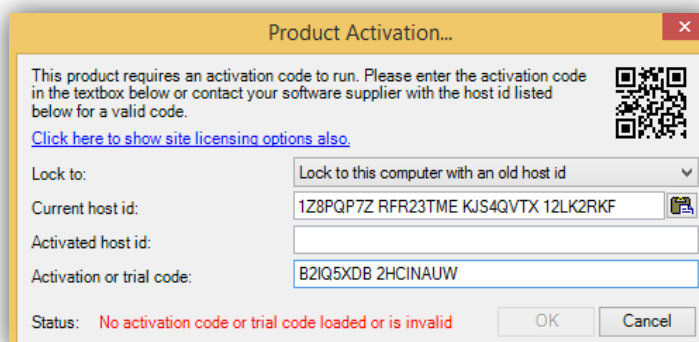 Product Activation...
This product requires an activation code to run. Please enter the activation code
in the textbox below or contact your software supplier with the host id listed
below for a valid code.
Click here to show site licensing options also.
Lock to: Lock to this computer with an old host id
Current host id: 1Z8PQP7Z RFR23TME KJS4QVTX 12LK2RKF
Activated host id:
Activation or trial code: B2IQ5XDB 2HCINAUW
Status: No activation code or trial code loaded or is invalid OK Cancel